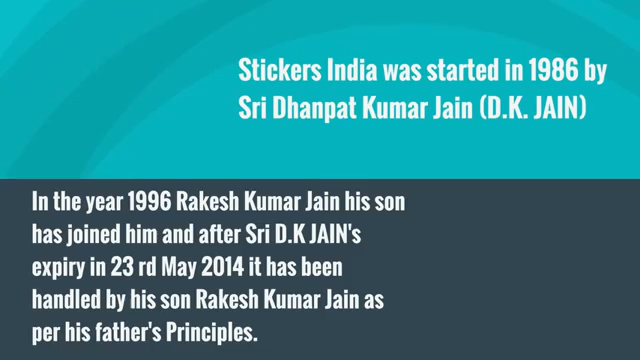 Stickers India was started in 1986 by
Sri Dhanpat Kumar Jain (D.K. JAIN)
In the year 1996 Rakesh Kumar Jain his son
has joined him and after Sri D.K JAIN's
expiry in 23 rd May 2014 it has been
handled by his son Rakesh Kumar Jain as
per his father's Principles.